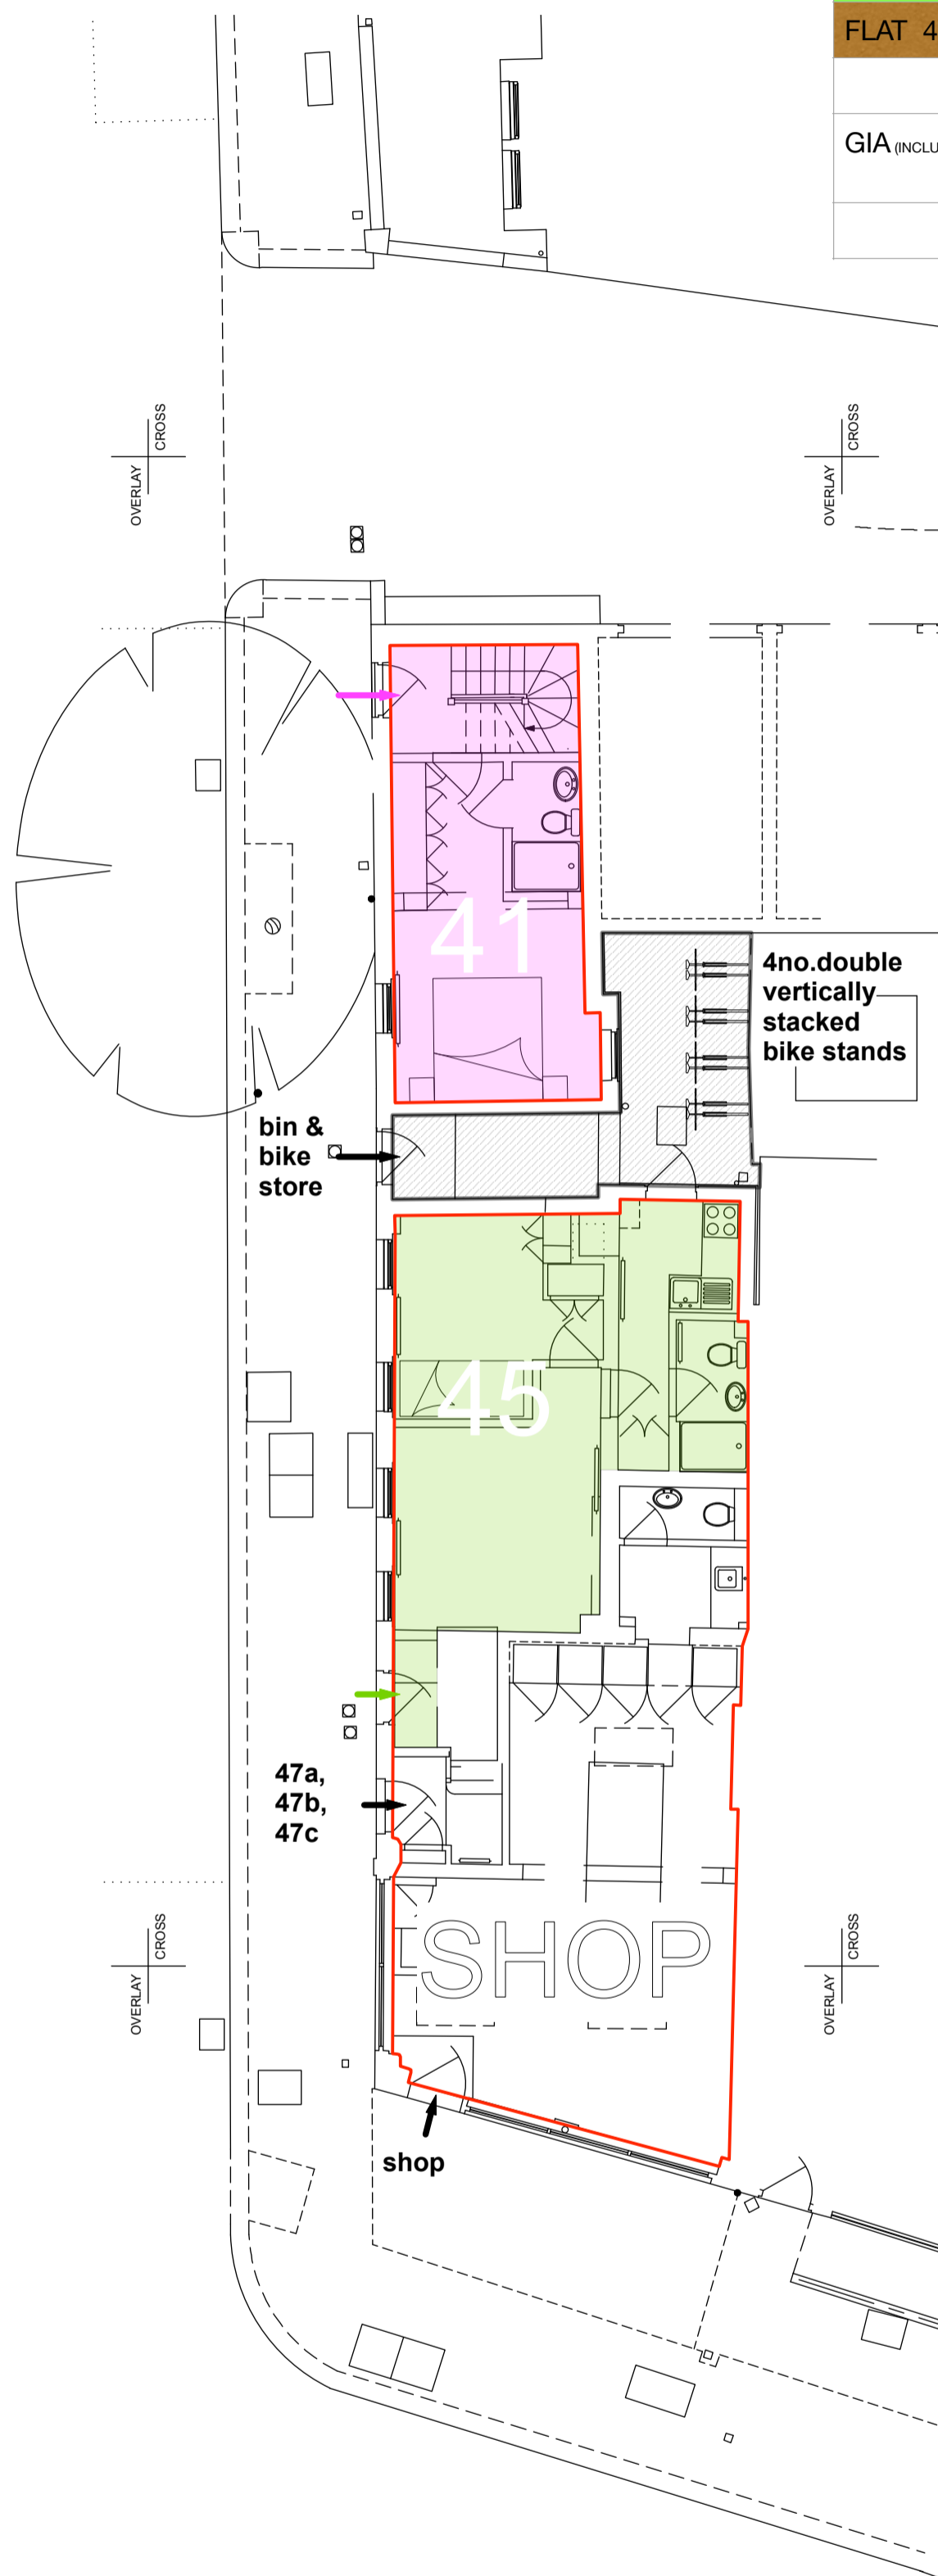 FLAT 4
GIA (INCLU
OVERLAY
CROSS
OVERLAY
CROSS
41
4no.double
vertically
stacked
bike stands
bin &
bike
store
45
47a,
47b,
47c
SHOP
OVERLAY
CROSS
OVERLAY
CROSS
shop